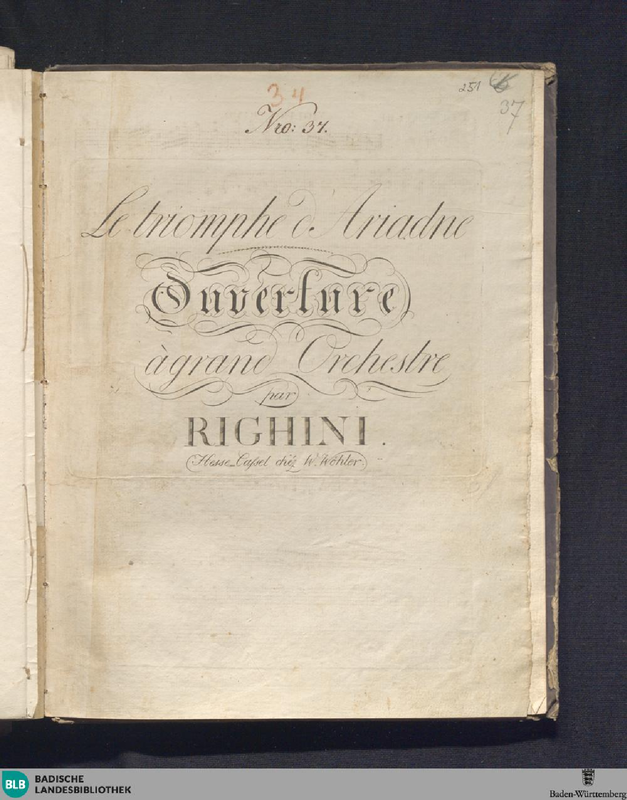 34
251
37
Nro: 37.
Le triomphe d'Ariadne
Ouverture
à grand Orchestre
par
RIGHINI.
Hesse-Caßel chéz W. Wöhler.
BLB
BADISCHE
LANDESBIBLIOTHEK
Baden-Württemberg